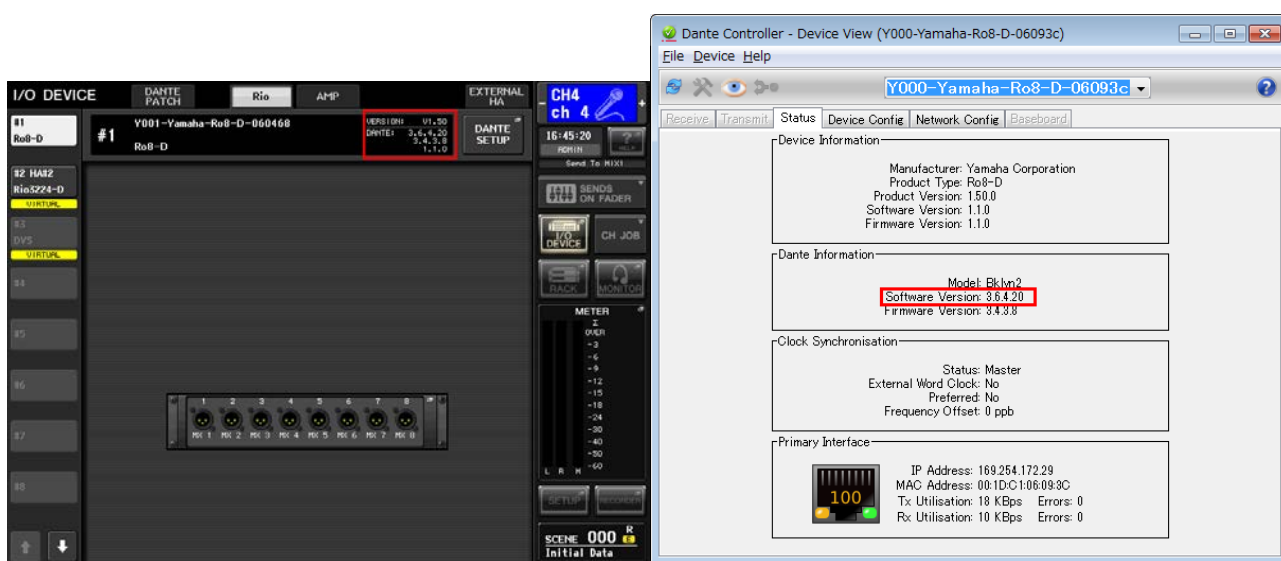 I/O DEVICE
DANTE PATCH
Rio
AMP
EXTERNAL HA
#1
Ro8-D
#1
Y001-Yamaha-Ro8-D-060468
Ro8-D
VERSION: V1.50
DANTE: 3.6.4.20
3.4.3.8
1.1.0
DANTE SETUP
#2 HA#2
Rio3224-D
VIRTUAL
#3
DVS
VIRTUAL
#4
#5
#6
#7
#8
1 2 3 4 5 6 7 8
MX 1 MX 2 MX 3 MX 4 MX 5 MX 6 MX 7 MX 8
- CH4 +
ch 4
16:45:20
ADMIN
?
HELP
Send To MIX1
SENDS ON FADER
I/O DEVICE
CH JOB
RACK
MONITOR
METER
Σ
OVER
-3
-6
-9
-12
-15
-18
-24
-30
-40
-50
-60
L R M
SETUP
RECORDER
SCENE 000 R E
Initial Data
Dante Controller - Device View (Y000-Yamaha-Ro8-D-06093c)
File Device Help
Y000-Yamaha-Ro8-D-06093c
?
Receive Transmit Status Device Config Network Config Baseboard
Device Information
Manufacturer: Yamaha Corporation
Product Type: Ro8-D
Product Version: 1.50.0
Software Version: 1.1.0
Firmware Version: 1.1.0
Dante Information
Model: Bklyn2
Software Version: 3.6.4.20
Firmware Version: 3.4.3.8
Clock Synchronisation
Status: Master
External Word Clock: No
Preferred: No
Frequency Offset: 0 ppb
Primary Interface
100
IP Address: 169.254.172.29
MAC Address: 00:1D:C1:06:09:3C
Tx Utilisation: 18 KBps Errors: 0
Rx Utilisation: 10 KBps Errors: 0